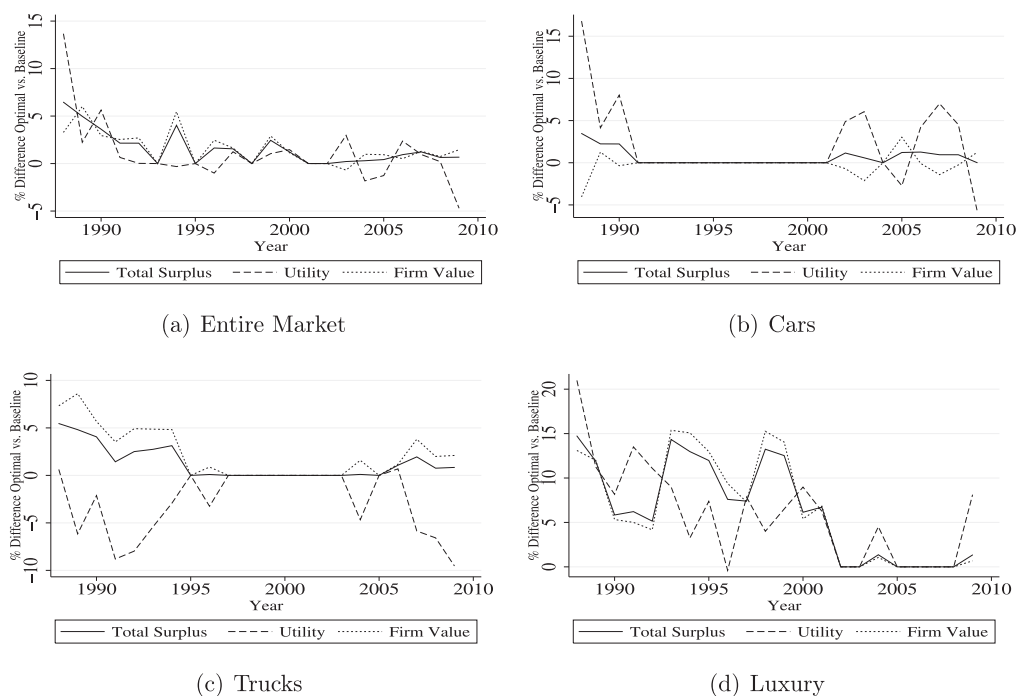 % Difference Optimal vs. Baseline
15
10
5
0
−5
1990 1995 2000 2005 2010
Year
Total Surplus Utility Firm Value
(a) Entire Market
% Difference Optimal vs. Baseline
15
10
5
0
−5
1990 1995 2000 2005 2010
Year
Total Surplus Utility Firm Value
(b) Cars
% Difference Optimal vs. Baseline
10
5
0
−5
−10
1990 1995 2000 2005 2010
Year
Total Surplus Utility Firm Value
(c) Trucks
% Difference Optimal vs. Baseline
20
15
10
5
0
1990 1995 2000 2005 2010
Year
Total Surplus Utility Firm Value
(d) Luxury